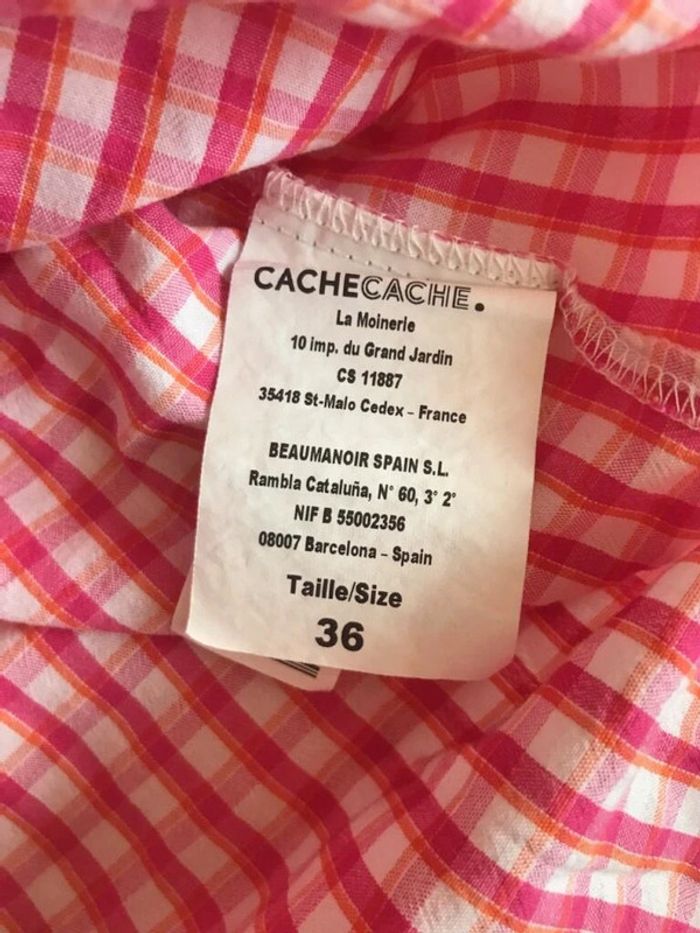 CACHECACHE.
La Moinerie
10 imp. du Grand Jardin
CS 11887
35418 St-Malo Cedex - France
BEAUMANOIR SPAIN S.L.
Rambla Cataluña, N° 60, 3° 2°
NIF B 55002356
08007 Barcelona - Spain
Taille/Size
36